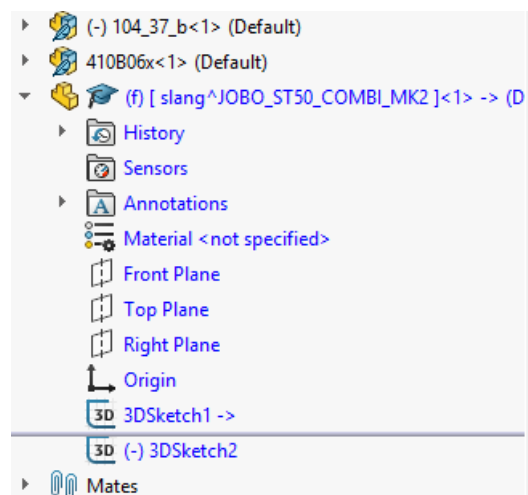 (-) 104_37_b<1> (Default)
410B06x<1> (Default)
(f) [ slang^JOBO_ST50_COMBI_MK2 ]<1> -> (D
History
Sensors
A Annotations
Material <not specified>
Front Plane
Top Plane
Right Plane
Origin
3D 3DSketch1 ->
3D (-) 3DSketch2
Mates